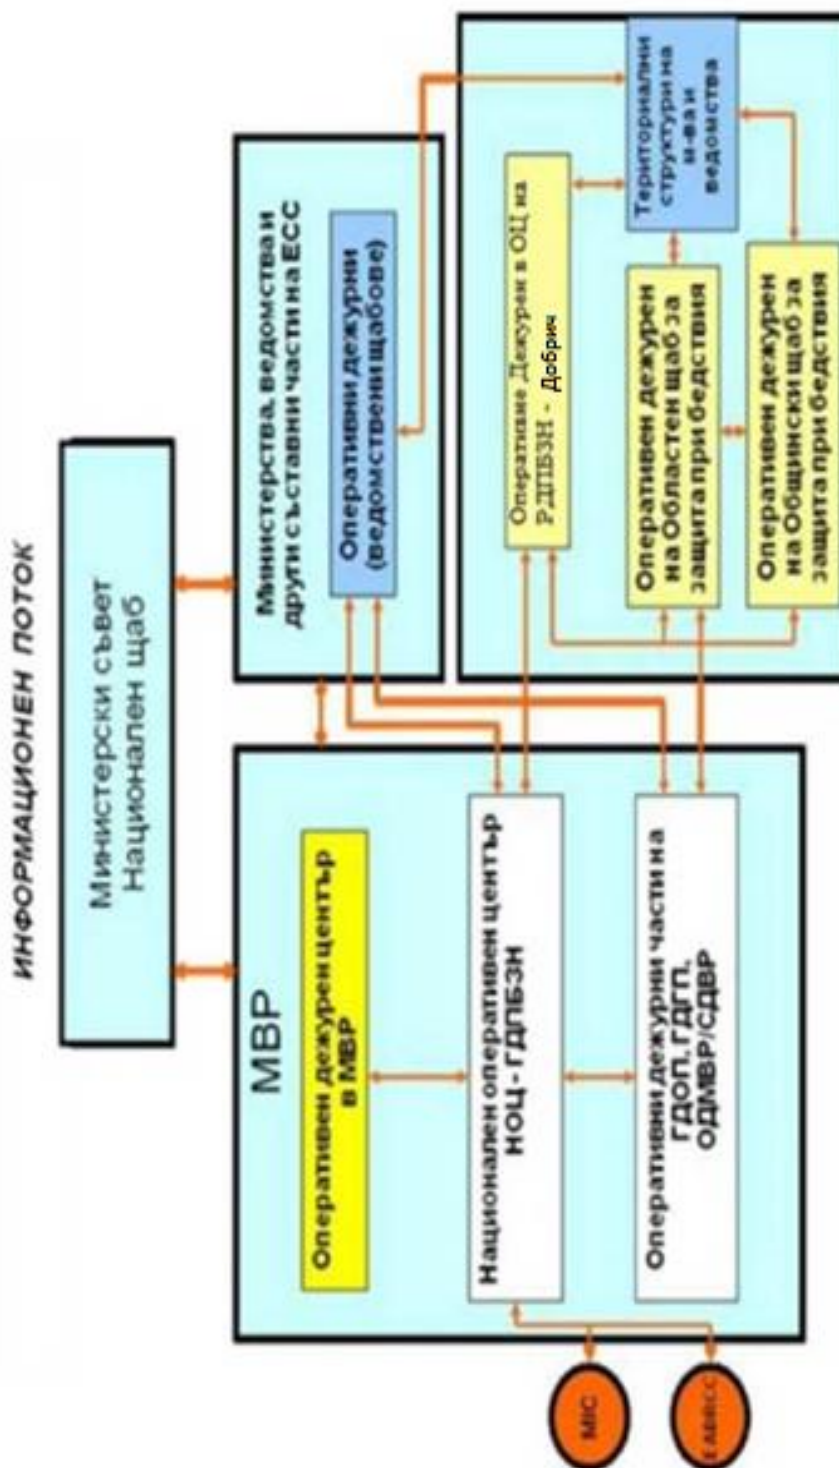 ИНФОРМАЦИОНЕН ПОТОК
Министерски съвет
Национален щаб
МВР
Оперативен дежурен център
в МВР
Национален оперативен център
НОЦ - ГДПБЗН
Оперативни дежурни части на
ГДОП, ГДГП,
ОДМВР/СДВР
MIC
EADRCC
Министерства, ведомства и
други съставни части на ЕСС
Оперативни дежурни
(ведомствени щабове)
Оперативне Дежурен в ОЦ на
РДПБЗН - Добрич
Териториални
структури на
м-ва и
ведомства
Оперативен дежурен
на Областен щаб за
защита при бедствия
Оперативен дежурен
на Общински щаб за
защита при бедствия